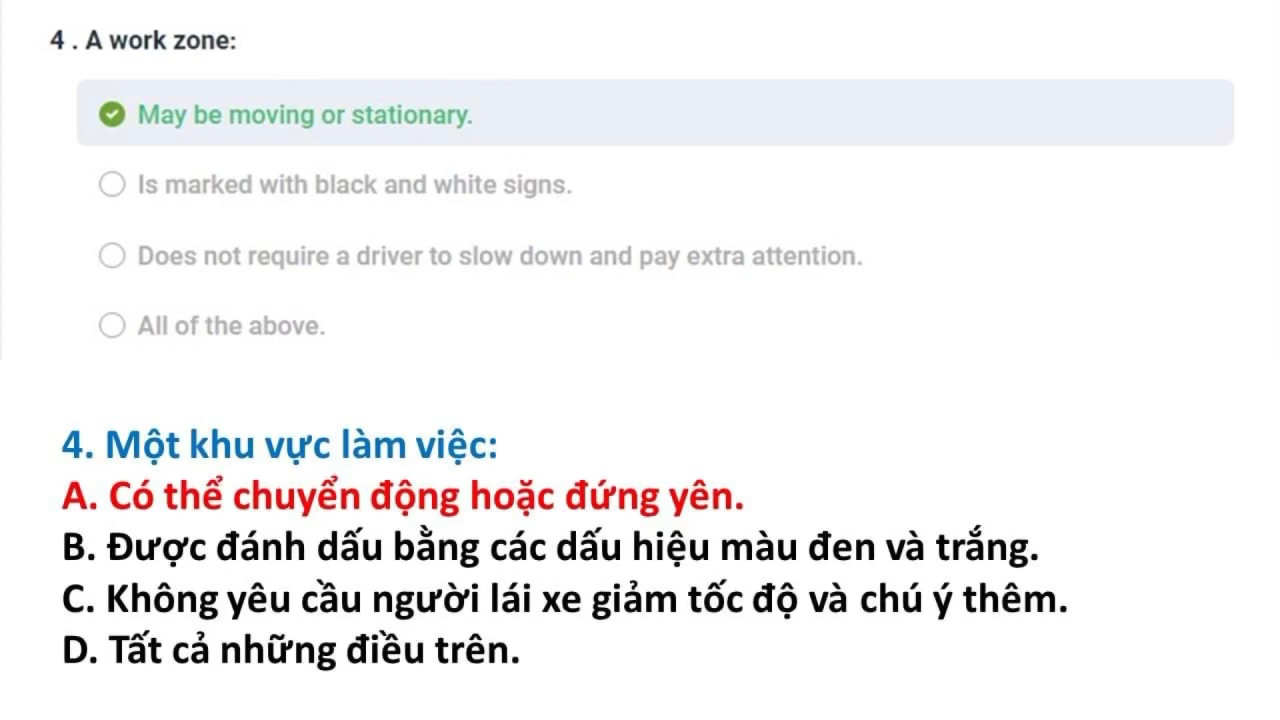 4 . A work zone:
May be moving or stationary.
Is marked with black and white signs.
Does not require a driver to slow down and pay extra attention.
All of the above.
4. Một khu vực làm việc:
A. Có thể chuyển động hoặc đứng yên.
B. Được đánh dấu bằng các dấu hiệu màu đen và trắng.
C. Không yêu cầu người lái xe giảm tốc độ và chú ý thêm.
D. Tất cả những điều trên.